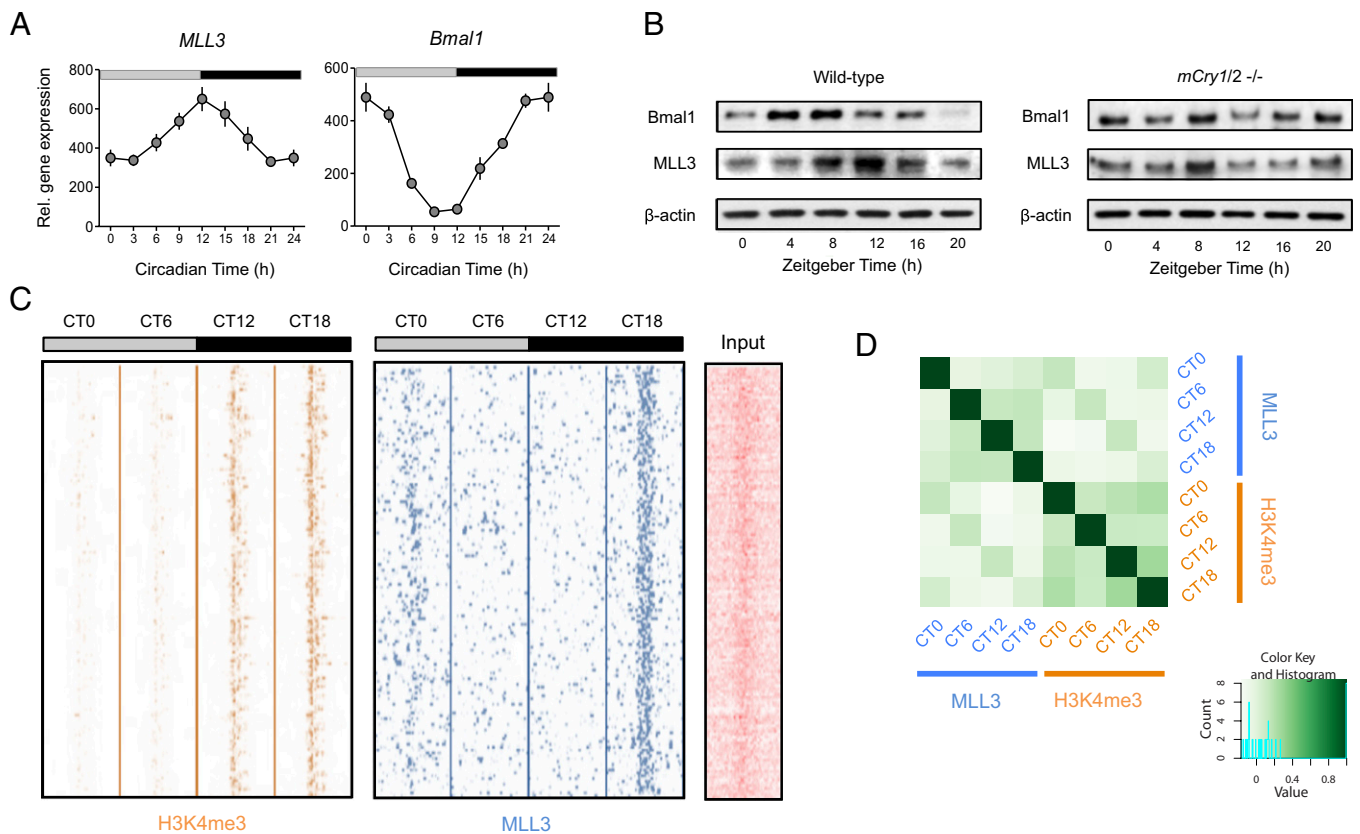 A
MLL3
Bmal1
Rel. gene expression
800
600
400
200
0
0 3 6 9 12 15 18 21 24
Circadian Time (h)
600
400
200
0
0 3 6 9 12 15 18 21 24
Circadian Time (h)
B
Wild-type
Bmal1
MLL3
β-actin
0 4 8 12 16 20
Zeitgeber Time (h)
mCry1/2 -/-
Bmal1
MLL3
β-actin
0 4 8 12 16 20
Zeitgeber Time (h)
C
CT0 CT6 CT12 CT18
H3K4me3
CT0 CT6 CT12 CT18
MLL3
Input
D
CT0
CT6
CT12
CT18
MLL3
CT0
CT6
CT12
CT18
H3K4me3
CT0 CT6 CT12 CT18 CT0 CT6 CT12 CT18
MLL3 H3K4me3
Color Key
and Histogram
Count
8
6
4
2
0
0 0.4 0.8
Value